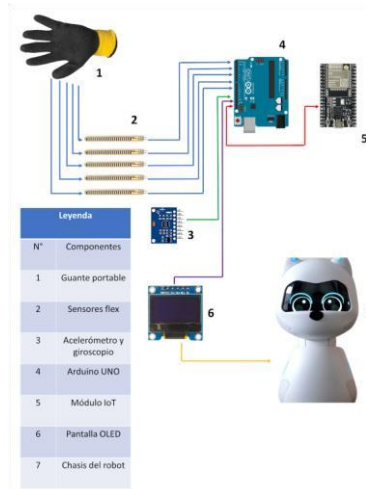 1
2
3
4
5
6
Leyenda
N° Componentes
1 Guante portable
2 Sensores flex
3 Acelerómetro y
giroscopio
4 Arduino UNO
5 Módulo IoT
6 Pantalla OLED
7 Chasis del robot